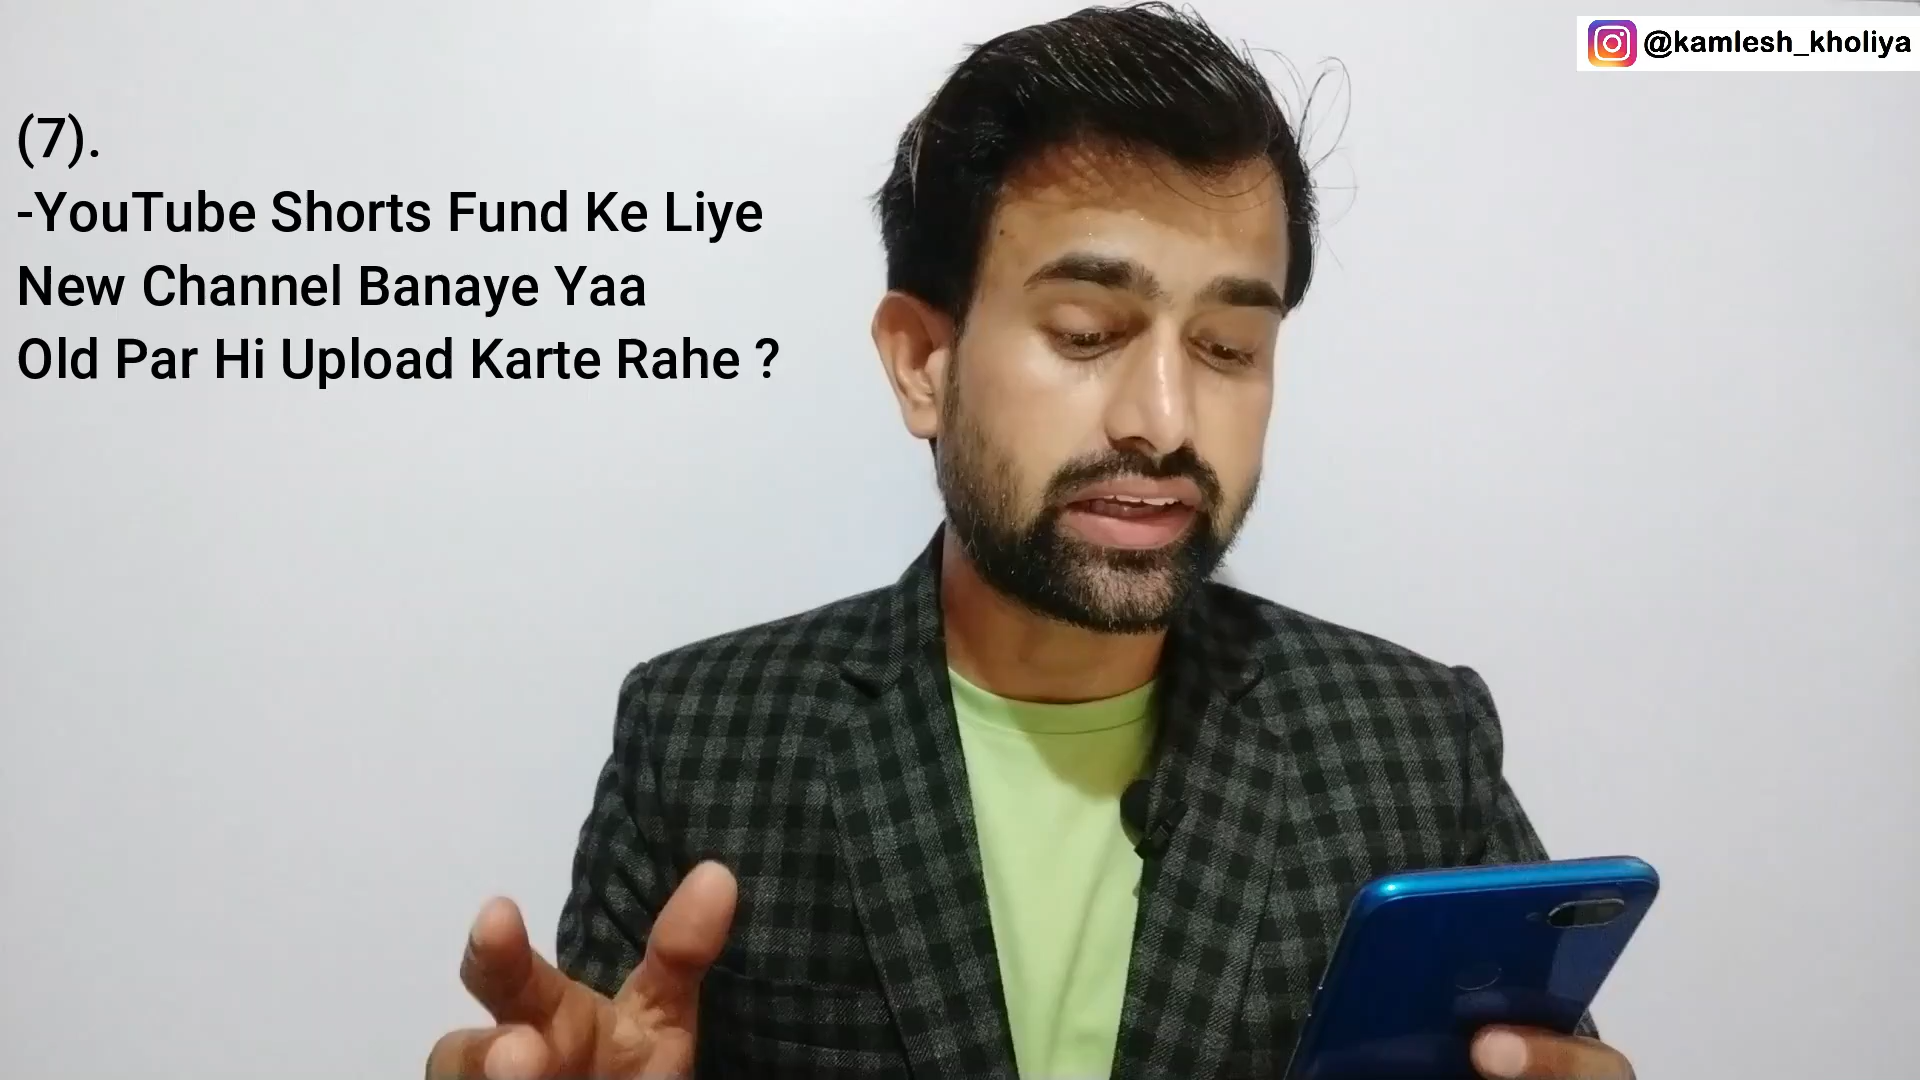 @kamlesh_kholiya
(7).
-YouTube Shorts Fund Ke Liye
New Channel Banaye Yaa
Old Par Hi Upload Karte Rahe ?